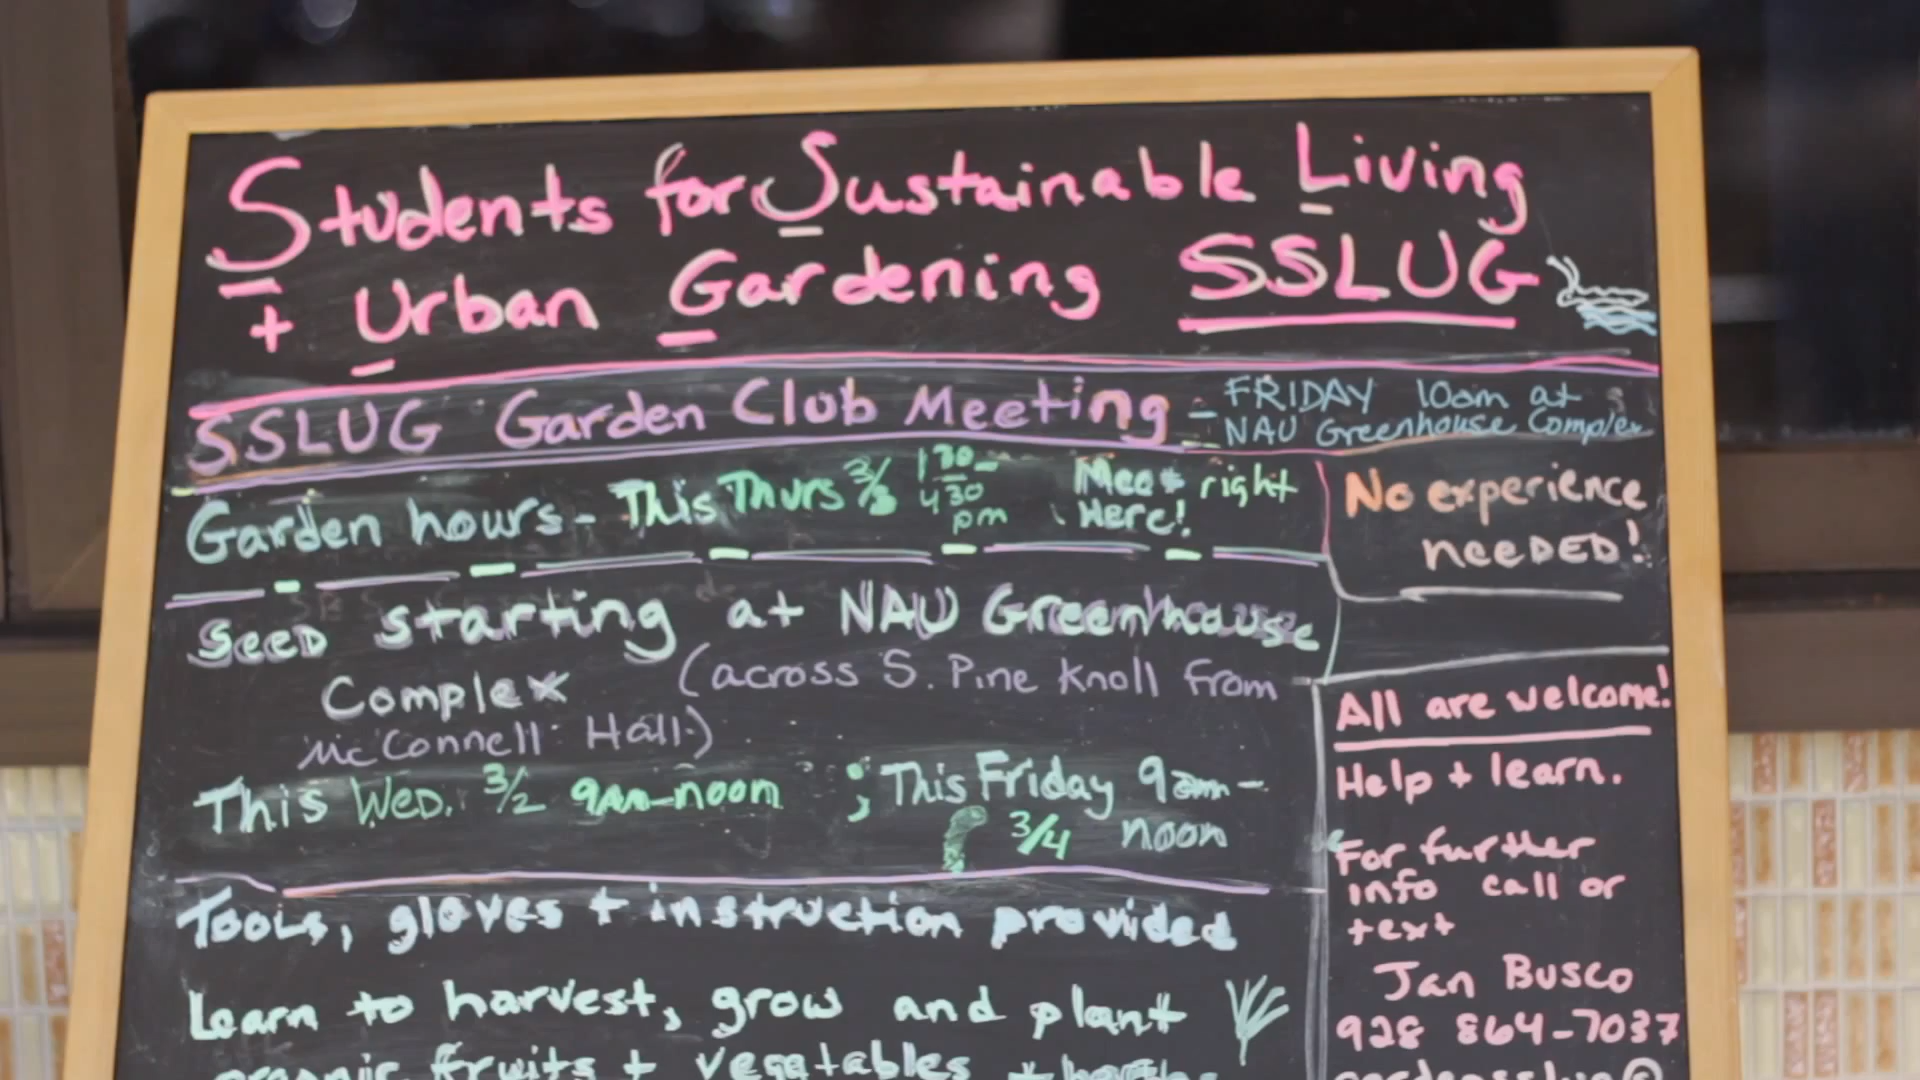 Students for Sustainable Living
+ Urban Gardening SSLUG
SSLUG Garden Club Meeting - FRIDAY 10am at
NAU Greenhouse Complex
Garden hours - This Thurs 3/3 1 30 - 4 30 pm Meet right Here!
No experience
needed!
Seed starting at NAU Greenhouse
Complex (across S. Pine Knoll from
McConnell Hall)
This Wed. 3/2 9am-noon ; This Friday 9am-
3/4 noon
Tools, gloves + instruction provided
Learn to harvest, grow and plant
organic fruits + vegetables + herbs
All are welcome!
Help + learn.
For further
info call or
text
Jan Busco
928 864-7037